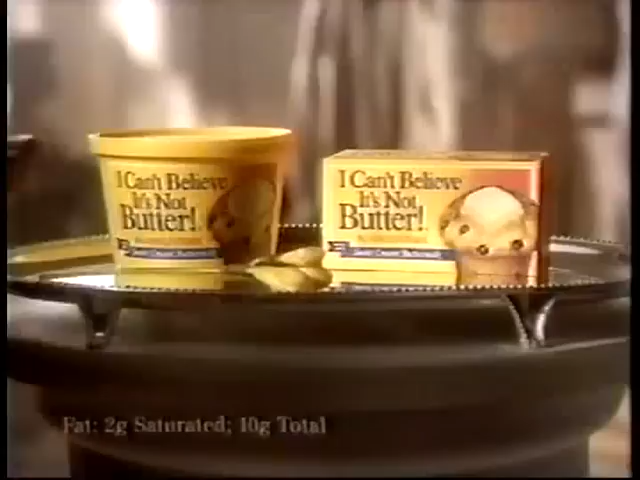 I Can't Believe
It's Not
Butter!
I Can't Believe
It's Not
Butter!
Fat: 2g Saturated; 10g Total